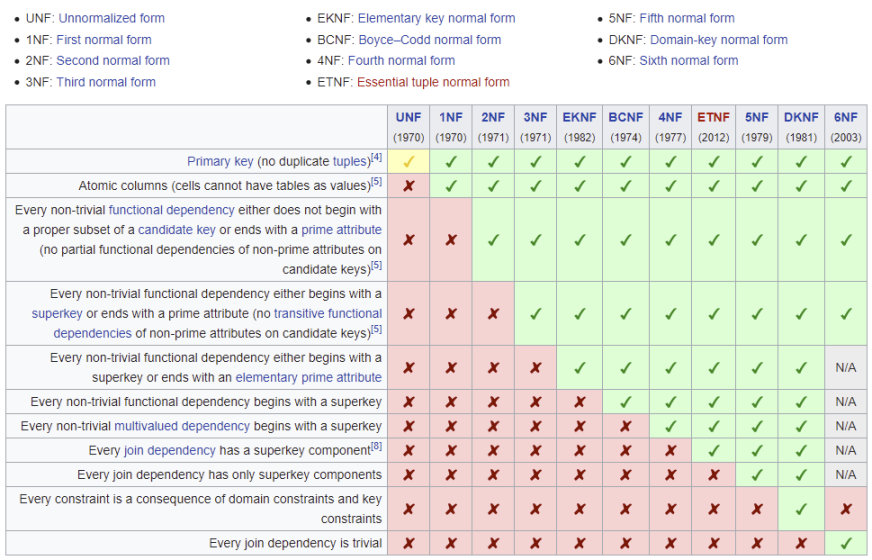 UNF: Unnormalized form
1NF: First normal form
2NF: Second normal form
3NF: Third normal form
EKNF: Elementary key normal form
BCNF: Boyce–Codd normal form
4NF: Fourth normal form
ETNF: Essential tuple normal form
5NF: Fifth normal form
DKNF: Domain-key normal form
6NF: Sixth normal form
UNF 1NF 2NF 3NF EKNF BCNF 4NF ETNF 5NF DKNF 6NF
(1970) (1970) (1971) (1971) (1982) (1974) (1977) (2012) (1979) (1981) (2003)
Primary key (no duplicate tuples)[4] ✓ ✓ ✓ ✓ ✓ ✓ ✓ ✓ ✓ ✓ ✓
Atomic columns (cells cannot have tables as values)[5] ✗ ✓ ✓ ✓ ✓ ✓ ✓ ✓ ✓ ✓ ✓
Every non-trivial functional dependency either does not begin with
a proper subset of a candidate key or ends with a prime attribute
(no partial functional dependencies of non-prime attributes on
candidate keys)[5] ✗ ✗ ✓ ✓ ✓ ✓ ✓ ✓ ✓ ✓ ✓
Every non-trivial functional dependency either begins with a
superkey or ends with a prime attribute (no transitive functional
dependencies of non-prime attributes on candidate keys)[5] ✗ ✗ ✗ ✓ ✓ ✓ ✓ ✓ ✓ ✓ ✓
Every non-trivial functional dependency either begins with a
superkey or ends with an elementary prime attribute ✗ ✗ ✗ ✗ ✓ ✓ ✓ ✓ ✓ ✓ N/A
Every non-trivial functional dependency begins with a superkey ✗ ✗ ✗ ✗ ✗ ✓ ✓ ✓ ✓ ✓ N/A
Every non-trivial multivalued dependency begins with a superkey ✗ ✗ ✗ ✗ ✗ ✗ ✓ ✓ ✓ ✓ N/A
Every join dependency has a superkey component[8] ✗ ✗ ✗ ✗ ✗ ✗ ✗ ✓ ✓ ✓ N/A
Every join dependency has only superkey components ✗ ✗ ✗ ✗ ✗ ✗ ✗ ✗ ✓ ✓ N/A
Every constraint is a consequence of domain constraints and key
constraints ✗ ✗ ✗ ✗ ✗ ✗ ✗ ✗ ✗ ✓ ✗
Every join dependency is trivial ✗ ✗ ✗ ✗ ✗ ✗ ✗ ✗ ✗ ✗ ✓